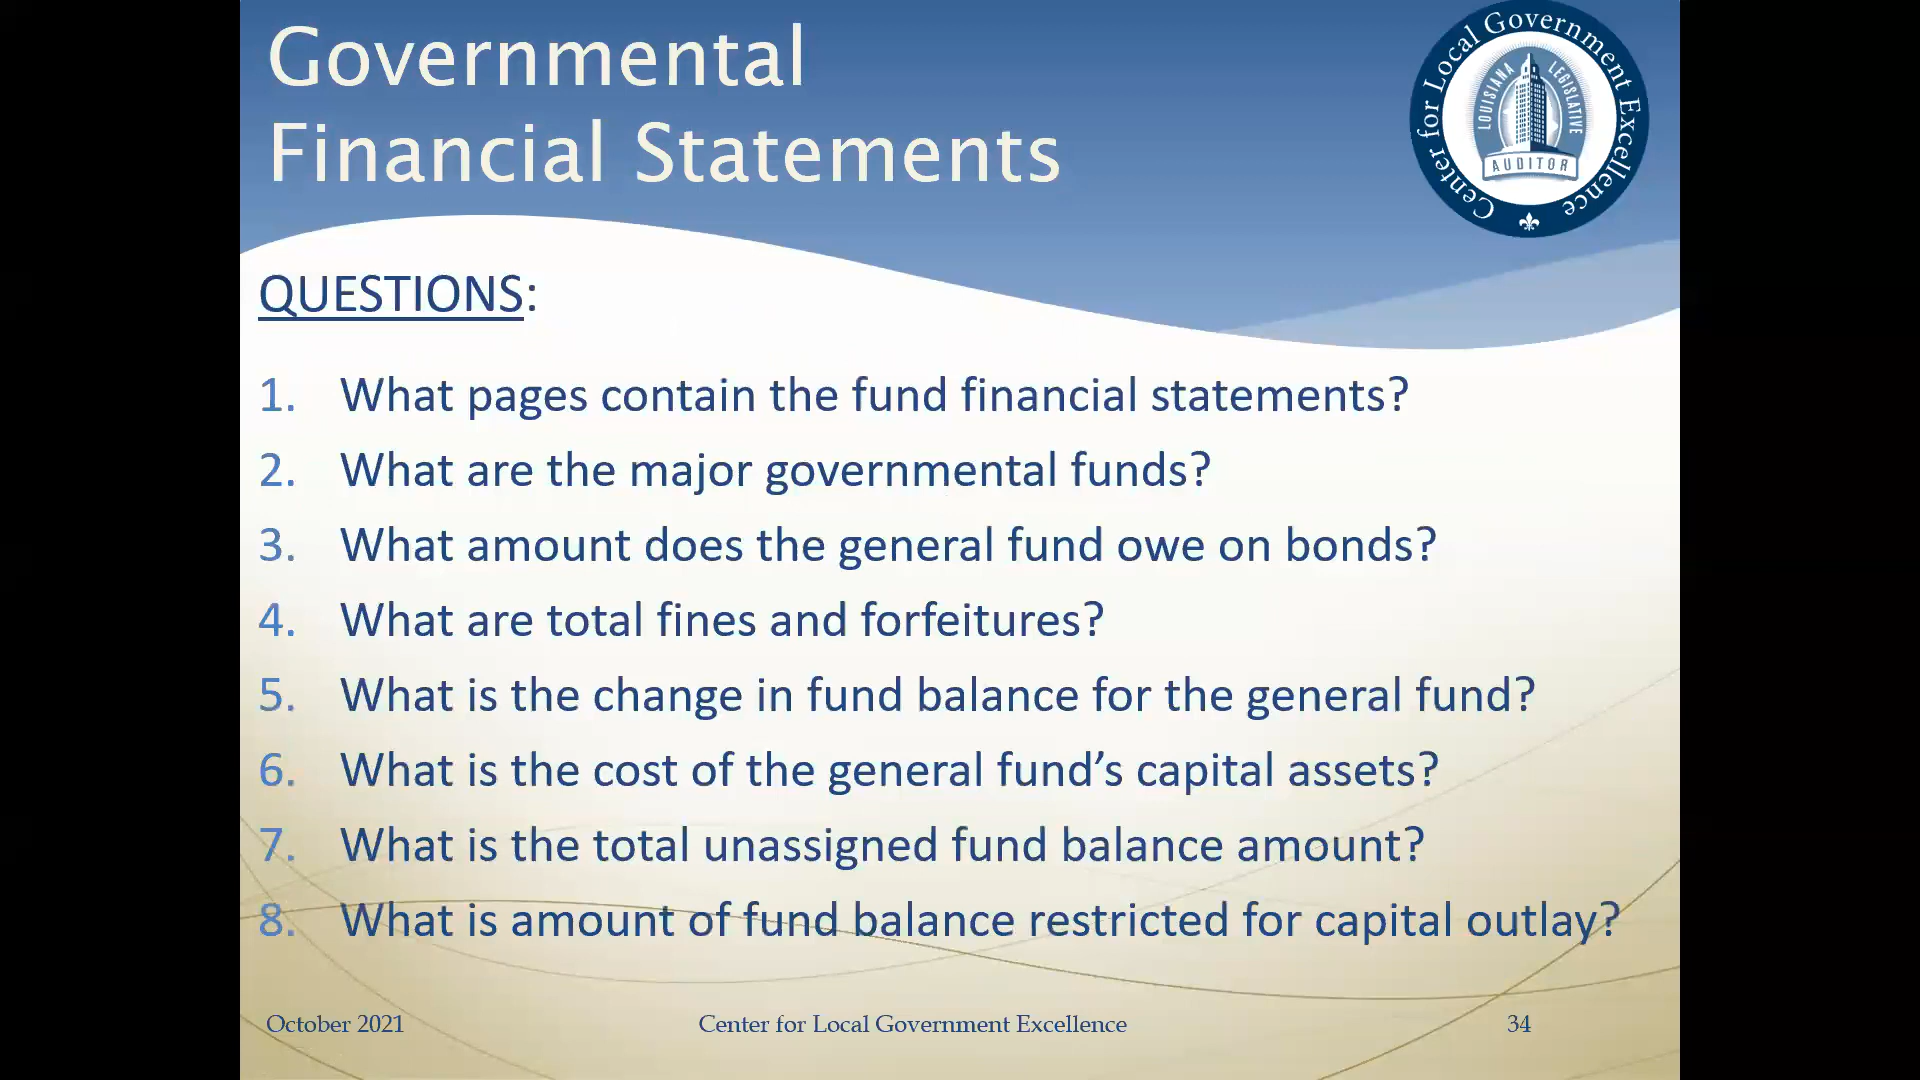 Governmental
Financial Statements
Center for Local Government Excellence
LOUISIANA LEGISLATIVE
AUDITOR
QUESTIONS:
1. What pages contain the fund financial statements?
2. What are the major governmental funds?
3. What amount does the general fund owe on bonds?
4. What are total fines and forfeitures?
5. What is the change in fund balance for the general fund?
6. What is the cost of the general fund’s capital assets?
7. What is the total unassigned fund balance amount?
8. What is amount of fund balance restricted for capital outlay?
October 2021 Center for Local Government Excellence 34